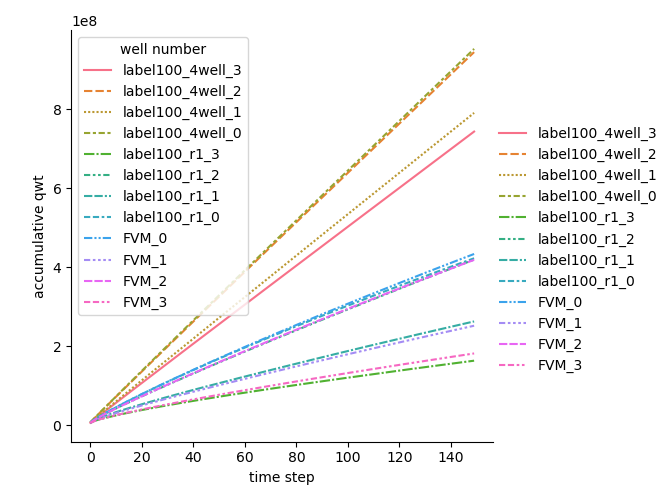 1e8
well number
label100_4well_3
label100_4well_2
label100_4well_1
label100_4well_0
label100_r1_3
label100_r1_2
label100_r1_1
label100_r1_0
FVM_0
FVM_1
FVM_2
FVM_3
8
6
4
2
0
accumulative qwt
0 20 40 60 80 100 120 140
time step
label100_4well_3
label100_4well_2
label100_4well_1
label100_4well_0
label100_r1_3
label100_r1_2
label100_r1_1
label100_r1_0
FVM_0
FVM_1
FVM_2
FVM_3